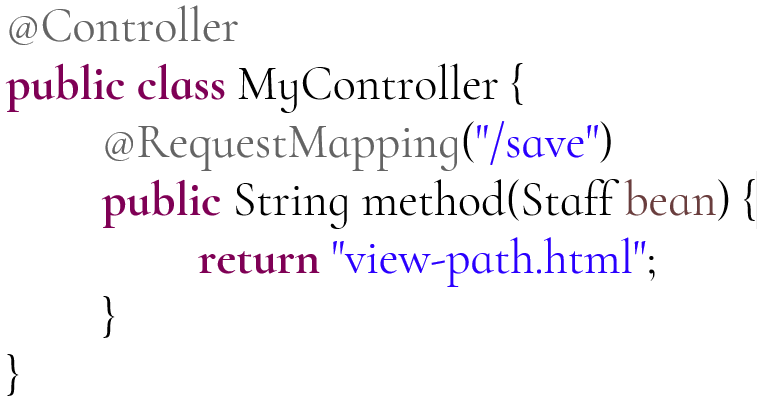 @Controller
public class MyController {
@RequestMapping("/save")
public String method(Staff bean) {
return "view-path.html";
}
}